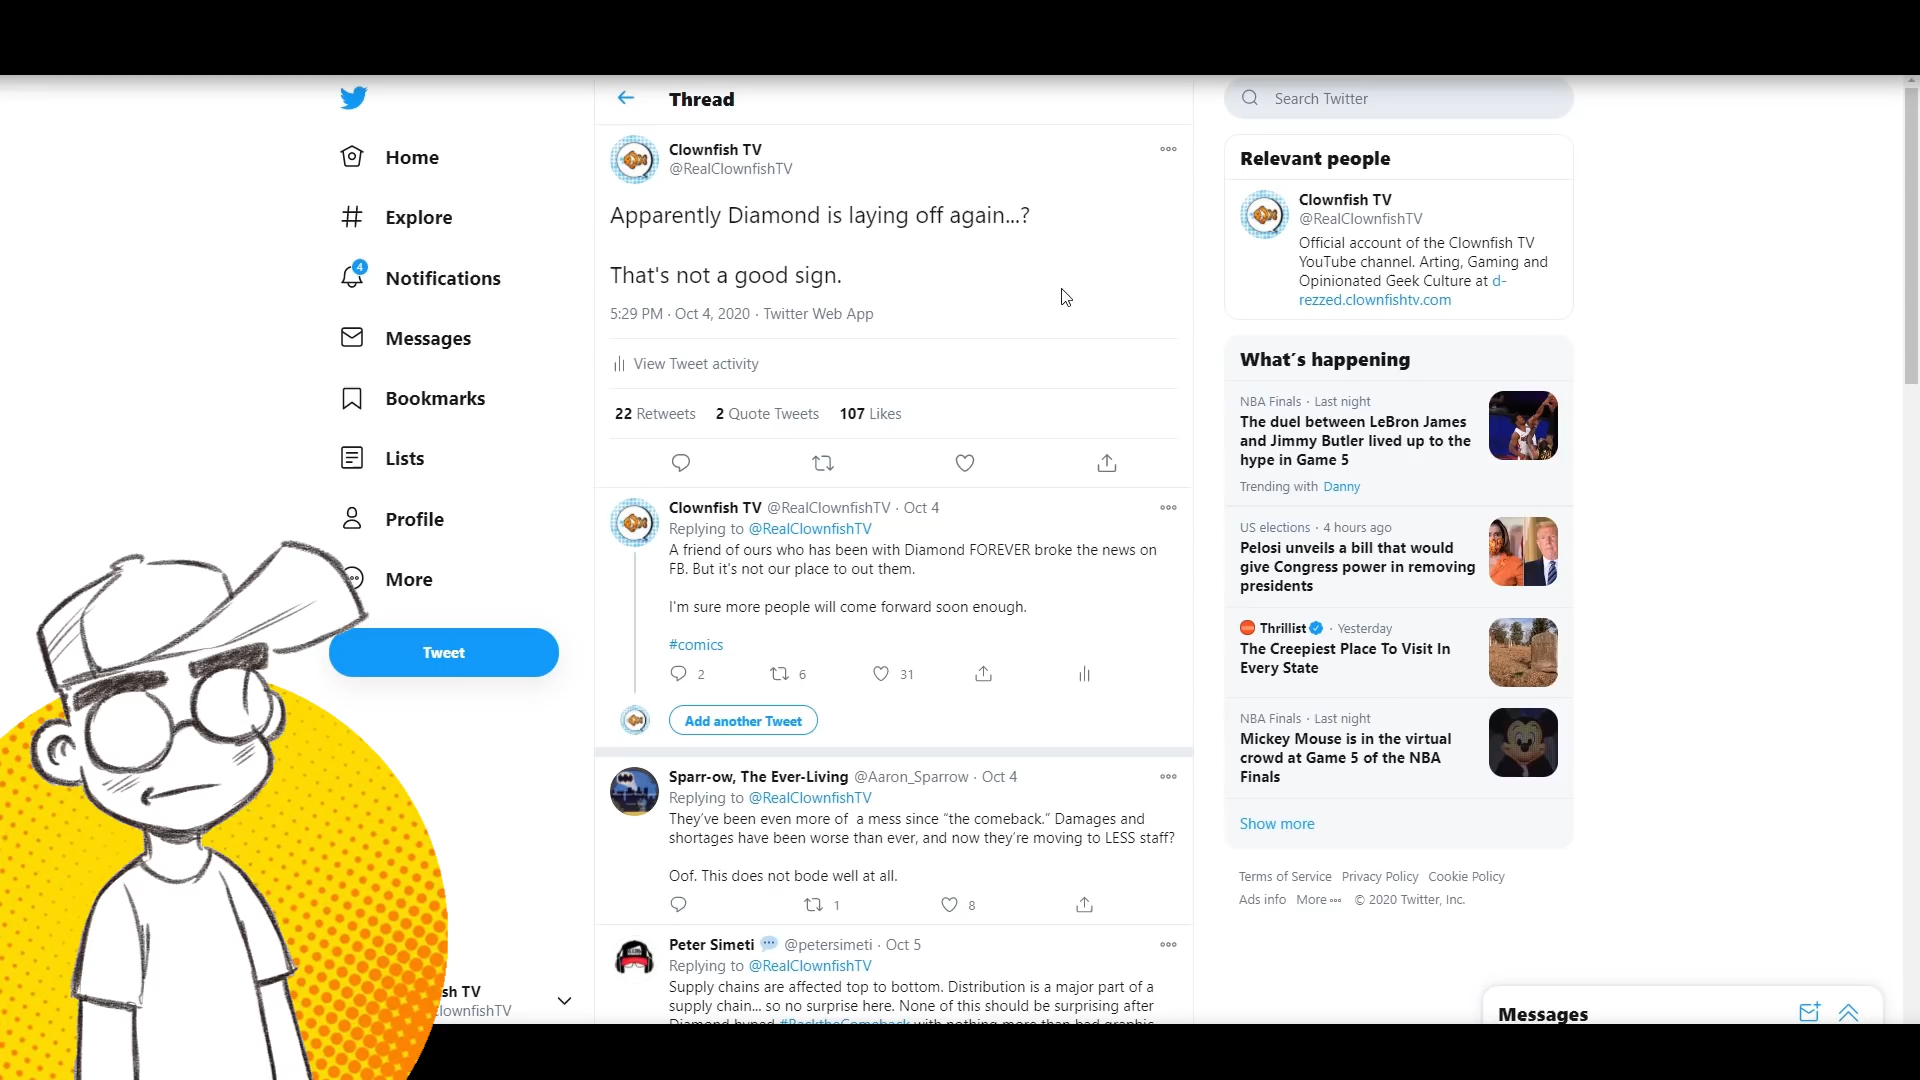 Home
Explore
4
Notifications
Messages
Bookmarks
Lists
Profile
More
Tweet
sh TV
lownfishTV
Thread
Clownfish TV
@RealClownfishTV
Apparently Diamond is laying off again...?
That's not a good sign.
5:29 PM · Oct 4, 2020 · Twitter Web App
View Tweet activity
22 Retweets 2 Quote Tweets 107 Likes
Clownfish TV @RealClownfishTV · Oct 4
Replying to @RealClownfishTV
A friend of ours who has been with Diamond FOREVER broke the news on
FB. But it's not our place to out them.
I'm sure more people will come forward soon enough.
#comics
2 6 31
Add another Tweet
Sparr-ow, The Ever-Living @Aaron_Sparrow · Oct 4
Replying to @RealClownfishTV
They've been even more of a mess since "the comeback." Damages and
shortages have been worse than ever, and now they're moving to LESS staff?
Oof. This does not bode well at all.
1 8
Peter Simeti @petersimeti · Oct 5
Replying to @RealClownfishTV
Supply chains are affected top to bottom. Distribution is a major part of a
supply chain... so no surprise here. None of this should be surprising after
Diamond hyped #BacktheComeback with nothing more than bad graphic
Search Twitter
Relevant people
Clownfish TV
@RealClownfishTV
Official account of the Clownfish TV
YouTube channel. Arting, Gaming and
Opinionated Geek Culture at d-
rezzed.clownfishtv.com
What's happening
NBA Finals · Last night
The duel between LeBron James
and Jimmy Butler lived up to the
hype in Game 5
Trending with Danny
US elections · 4 hours ago
Pelosi unveils a bill that would
give Congress power in removing
presidents
Thrillist · Yesterday
The Creepiest Place To Visit In
Every State
NBA Finals · Last night
Mickey Mouse is in the virtual
crowd at Game 5 of the NBA
Finals
Show more
Terms of Service Privacy Policy Cookie Policy
Ads info More © 2020 Twitter, Inc.
Messages